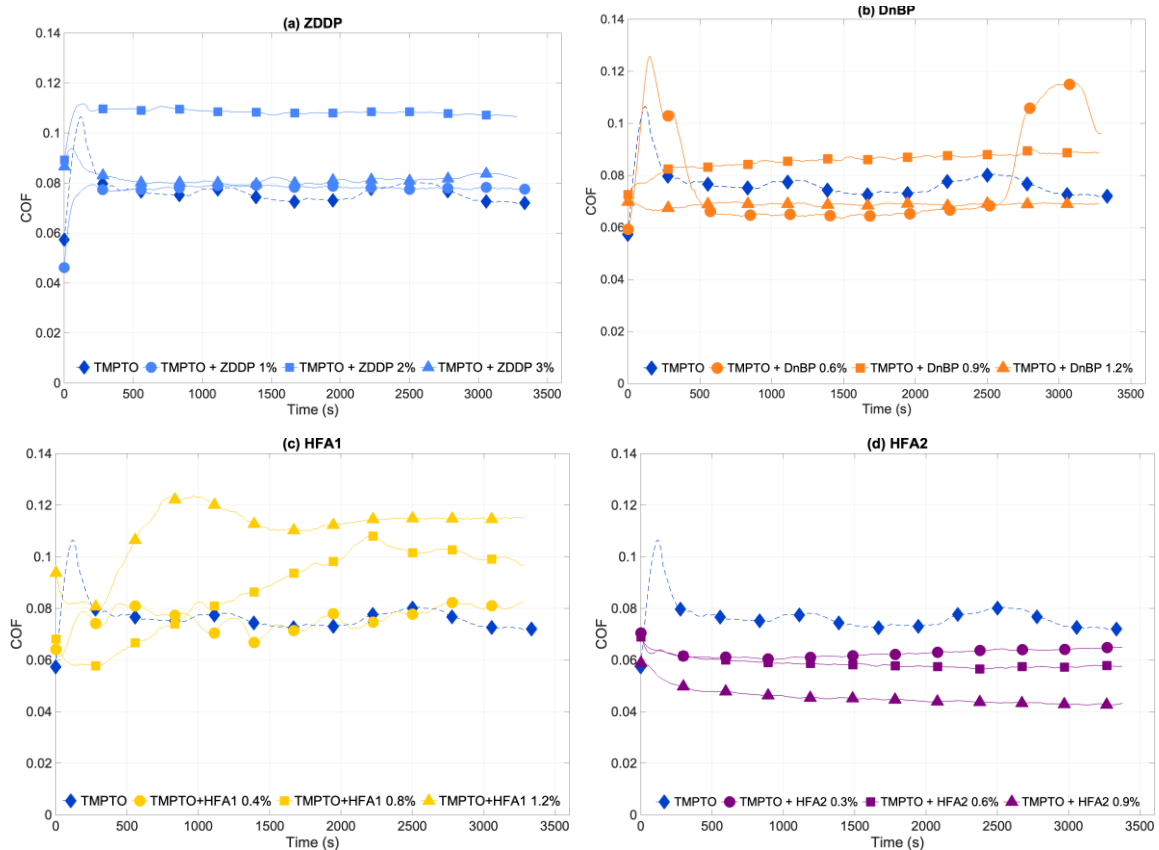 (a) ZDDP
0.14
0.12
0.1
0.08
0.06
0.04
0.02
0
COF
0 500 1000 1500 2000 2500 3000 3500
Time (s)
TMPTO TMPTO + ZDDP 1% TMPTO + ZDDP 2% TMPTO + ZDDP 3%
(b) DnBP
0.14
0.12
0.1
0.08
0.06
0.04
0.02
0
COF
0 500 1000 1500 2000 2500 3000 3500
Time (s)
TMPTO TMPTO + DnBP 0.6% TMPTO + DnBP 0.9% TMPTO + DnBP 1.2%
(c) HFA1
0.14
0.12
0.1
0.08
0.06
0.04
0.02
0
COF
0 500 1000 1500 2000 2500 3000 3500
Time (s)
TMPTO TMPTO+HFA1 0.4% TMPTO+HFA1 0.8% TMPTO+HFA1 1.2%
(d) HFA2
0.14
0.12
0.1
0.08
0.06
0.04
0.02
0
COF
0 500 1000 1500 2000 2500 3000 3500
Time (s)
TMPTO TMPTO + HFA2 0.3% TMPTO + HFA2 0.6% TMPTO + HFA2 0.9%